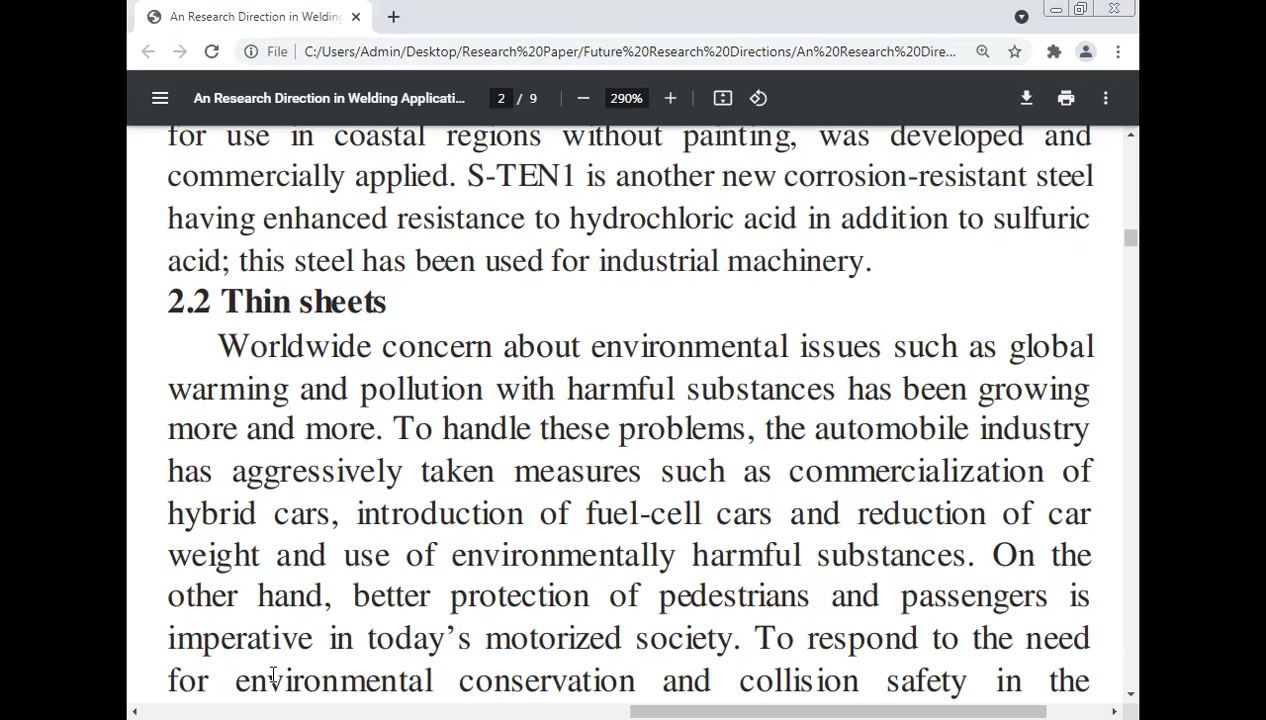 An Research Direction in Welding
File C:/Users/Admin/Desktop/Research%20Paper/Future%20Research%20Directions/An%20Research%20Dire...
An Research Direction in Welding Applicati... 2 / 9 290%
for use in coastal regions without painting, was developed and
commercially applied. S-TEN1 is another new corrosion-resistant steel
having enhanced resistance to hydrochloric acid in addition to sulfuric
acid; this steel has been used for industrial machinery.
2.2 Thin sheets
Worldwide concern about environmental issues such as global
warming and pollution with harmful substances has been growing
more and more. To handle these problems, the automobile industry
has aggressively taken measures such as commercialization of
hybrid cars, introduction of fuel-cell cars and reduction of car
weight and use of environmentally harmful substances. On the
other hand, better protection of pedestrians and passengers is
imperative in today’s motorized society. To respond to the need
for environmental conservation and collision safety in the